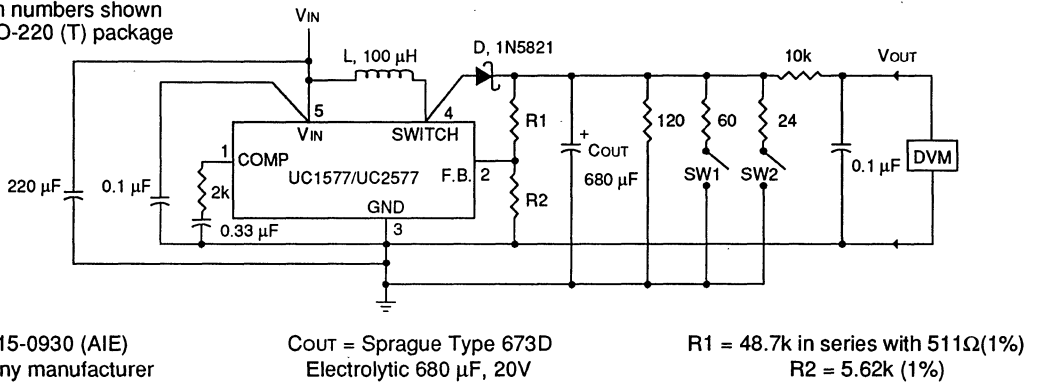 numbers shown
(T) package
VIN
L, 100 µH
D, 1N5821
10k
VOUT
5
4
VIN
SWITCH
R1
120
60
24
+
COUT
680 µF
1
COMP
UC1577/UC2577
F.B.
2
SW1
SW2
0.1 µF
DVM
220 µF
0.1 µF
2k
R2
GND
3
0.33 µF
15-0930 (AIE)
manufacturer
COUT = Sprague Type 673D
Electrolytic 680 µF, 20V
R1 = 48.7k in series with 511Ω(1%)
R2 = 5.62k (1%)